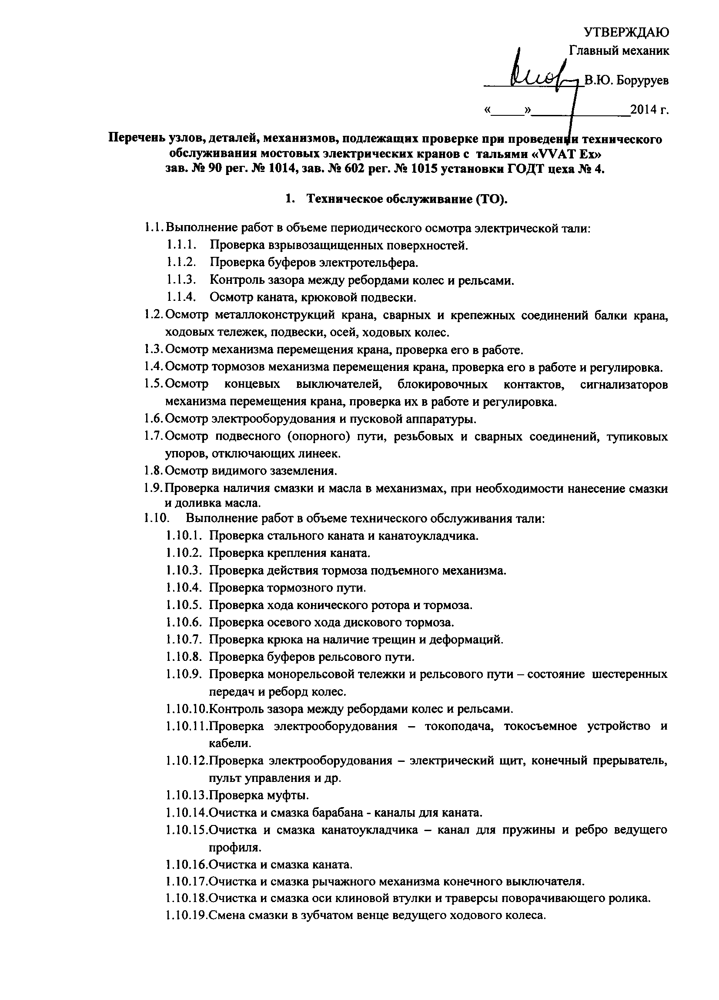 УТВЕРЖДАЮ
Главный механик
В.Ю. Боруруев
«_____»_______________2014 г.
Перечень узлов, деталей, механизмов, подлежащих проверке при проведении технического
обслуживания мостовых электрических кранов с тальями «VVAT Ex»
зав. № 90 рег. № 1014, зав. № 602 рег. № 1015 установки ГОДТ цеха № 4.
1. Техническое обслуживание (ТО).
1.1. Выполнение работ в объеме периодического осмотра электрической тали:
1.1.1. Проверка взрывозащищенных поверхностей.
1.1.2. Проверка буферов электротельфера.
1.1.3. Контроль зазора между ребордами колес и рельсами.
1.1.4. Осмотр каната, крюковой подвески.
1.2. Осмотр металлоконструкций крана, сварных и крепежных соединений балки крана,
ходовых тележек, подвески, осей, ходовых колес.
1.3. Осмотр механизма перемещения крана, проверка его в работе.
1.4. Осмотр тормозов механизма перемещения крана, проверка его в работе и регулировка.
1.5. Осмотр концевых выключателей, блокировочных контактов, сигнализаторов
механизма перемещения крана, проверка их в работе и регулировка.
1.6. Осмотр электрооборудования и пусковой аппаратуры.
1.7. Осмотр подвесного (опорного) пути, резьбовых и сварных соединений, тупиковых
упоров, отключающих линеек.
1.8. Осмотр видимого заземления.
1.9. Проверка наличия смазки и масла в механизмах, при необходимости нанесение смазки
и доливка масла.
1.10. Выполнение работ в объеме технического обслуживания тали:
1.10.1. Проверка стального каната и канатоукладчика.
1.10.2. Проверка крепления каната.
1.10.3. Проверка действия тормоза подъемного механизма.
1.10.4. Проверка тормозного пути.
1.10.5. Проверка хода конического ротора и тормоза.
1.10.6. Проверка осевого хода дискового тормоза.
1.10.7. Проверка крюка на наличие трещин и деформаций.
1.10.8. Проверка буферов рельсового пути.
1.10.9. Проверка монорельсовой тележки и рельсового пути – состояние шестеренных
передач и реборд колес.
1.10.10.Контроль зазора между ребордами колес и рельсами.
1.10.11.Проверка электрооборудования – токоподача, токосъемное устройство и
кабели.
1.10.12.Проверка электрооборудования – электрический щит, конечный прерыватель,
пульт управления и др.
1.10.13.Проверка муфты.
1.10.14.Очистка и смазка барабана - каналы для каната.
1.10.15.Очистка и смазка канатоукладчика – канал для пружины и ребро ведущего
профиля.
1.10.16.Очистка и смазка каната.
1.10.17.Очистка и смазка рычажного механизма конечного выключателя.
1.10.18.Очистка и смазка оси клиновой втулки и траверсы поворачивающего ролика.
1.10.19.Смена смазки в зубчатом венце ведущего ходового колеса.